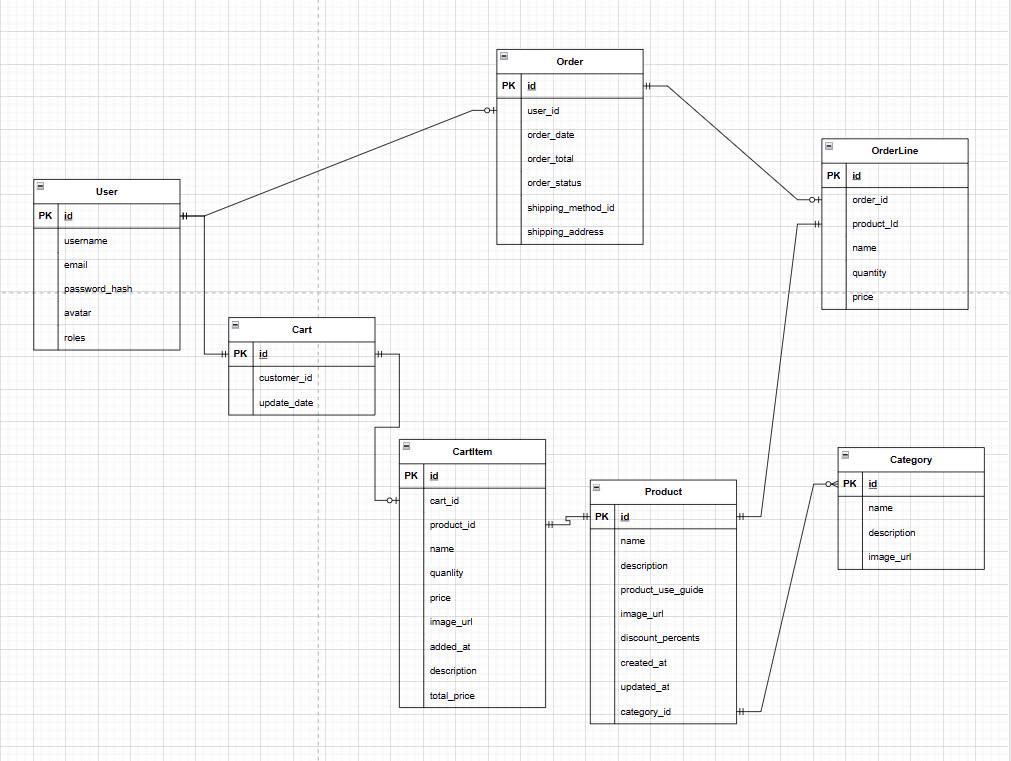 Order
PK id
user_id
order_date
order_total
order_status
shipping_method_id
shipping_address
OrderLine
PK id
order_id
product_Id
name
quantity
price
User
PK id
username
email
password_hash
avatar
roles
Cart
PK id
customer_id
update_date
CartItem
PK id
cart_id
product_id
name
quanlity
price
image_url
added_at
description
total_price
Product
PK id
name
description
product_use_guide
image_url
discount_percents
created_at
updated_at
category_id
Category
PK id
name
description
image_url